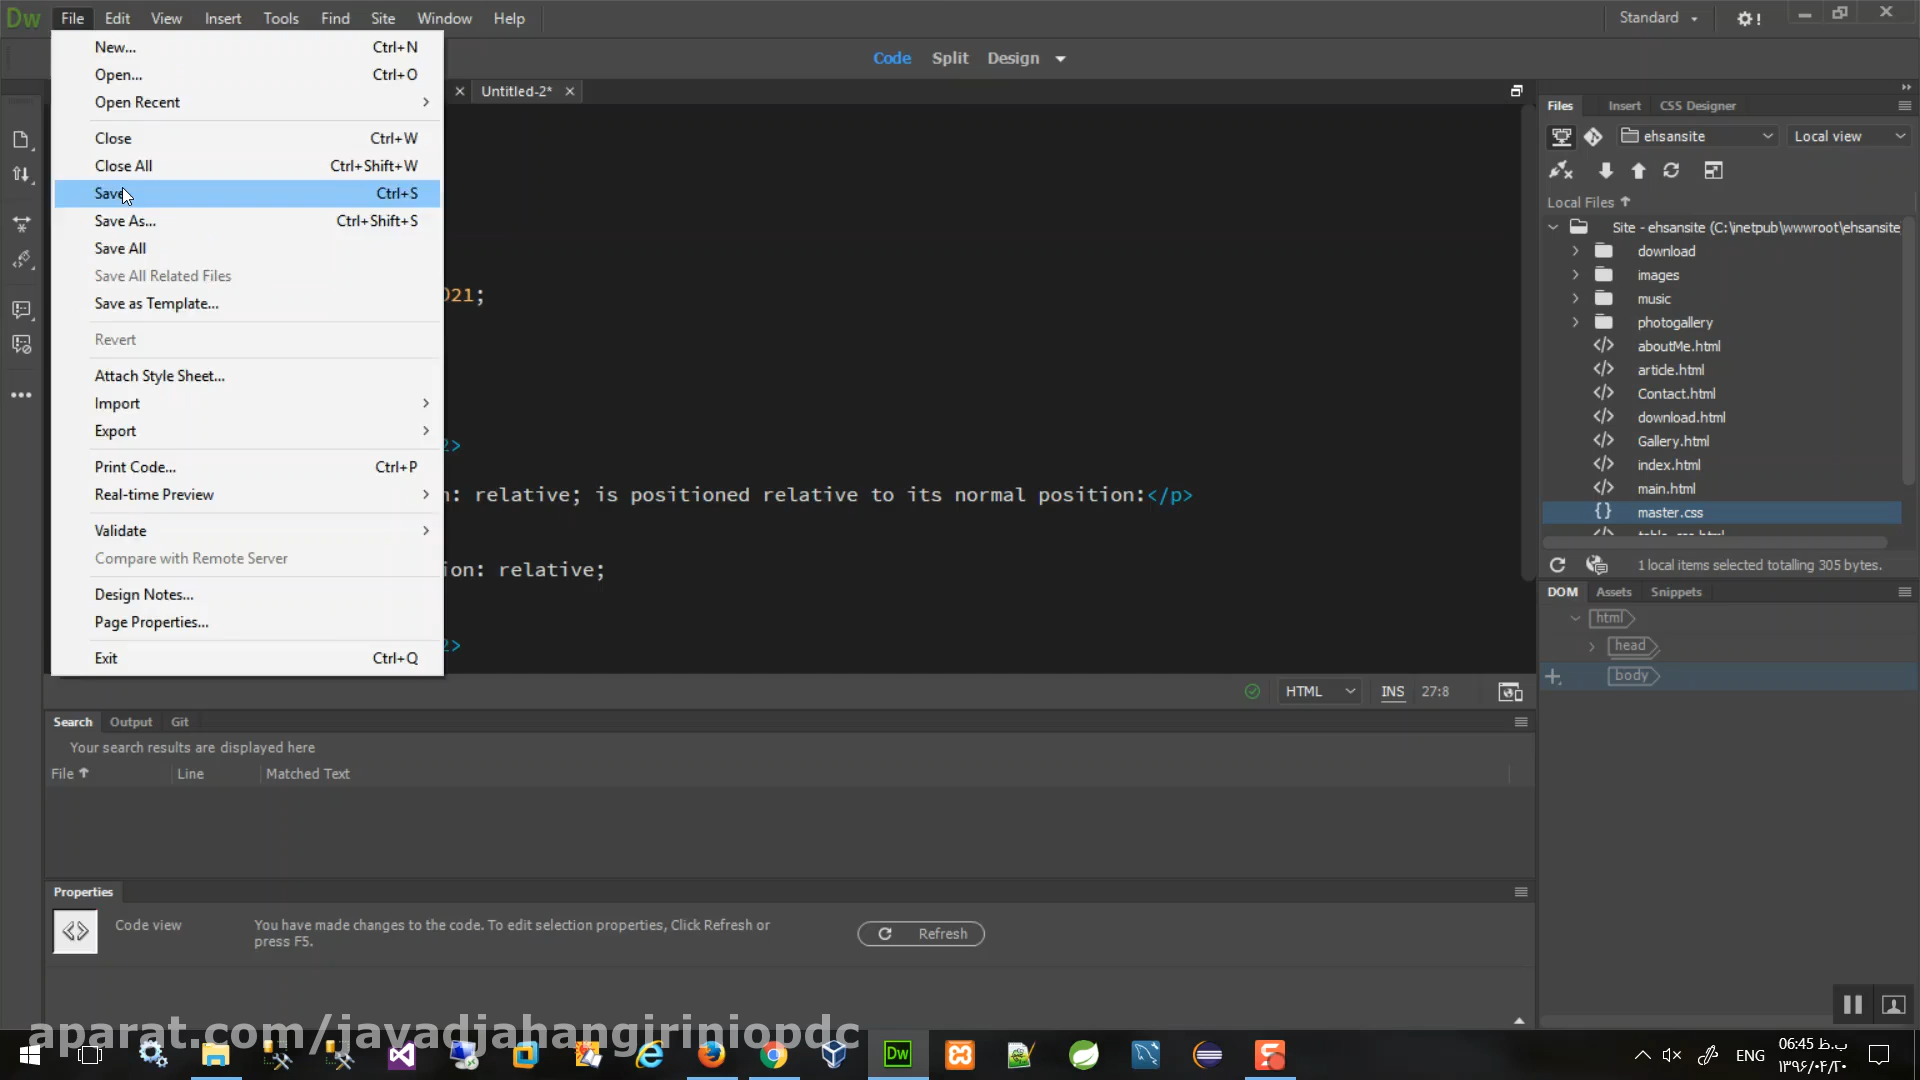 Dw File Edit View Insert Tools Find Site Window Help Standard
Code Split Design
New... Ctrl+N
Open... Ctrl+O
Open Recent
Close Ctrl+W
Close All Ctrl+Shift+W
Save Ctrl+S
Save As... Ctrl+Shift+S
Save All
Save All Related Files
Save as Template...
Revert
Attach Style Sheet...
Import
Export
Print Code... Ctrl+P
Real-time Preview
Validate
Compare with Remote Server
Design Notes...
Page Properties...
Exit Ctrl+Q
Untitled-2*
021;
>
n: relative; is positioned relative to its normal position:</p>
ion: relative;
>
HTML INS 27:8
Files Insert CSS Designer
ehsansite Local view
Local Files
Site - ehsansite (C:\inetpub\wwwroot\ehsansite
download
images
music
photogallery
aboutMe.html
article.html
Contact.html
download.html
Gallery.html
index.html
main.html
master.css
1 local items selected totalling 305 bytes.
DOM Assets Snippets
html
head
body
Search Output Git
Your search results are displayed here
File Line Matched Text
Properties
Code view
You have made changes to the code. To edit selection properties, Click Refresh or
press F5.
Refresh
aparat.com/javadjahangiriniopdc
Dw
ENG
06:45 ب.ظ
۱۳۹۶/۰۴/۲۰